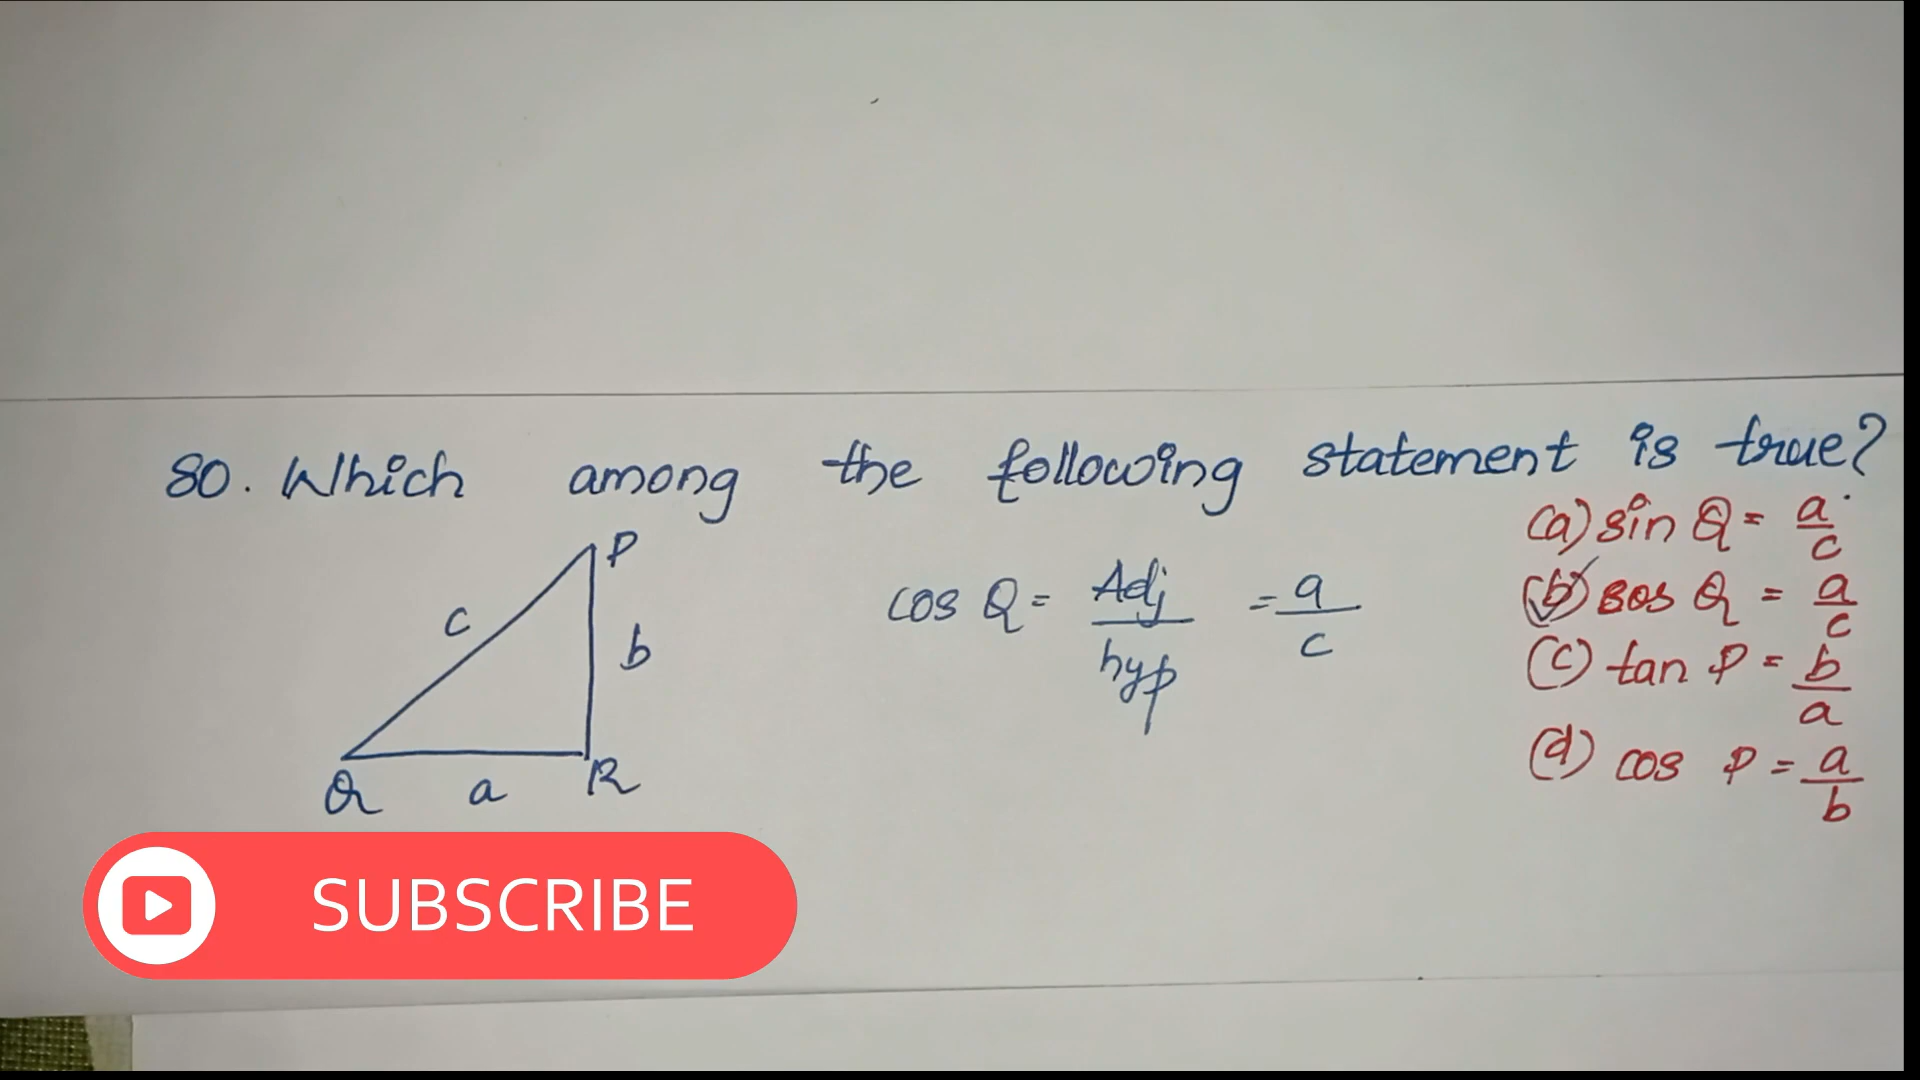 80. Which among the following statement is true?
P
c
b
Q a R
cos Q = Adj/hyp = a/c
(a) sin Q = a/c
(b) cos Q = a/c
(c) tan P = b/a
(d) cos P = a/b
SUBSCRIBE